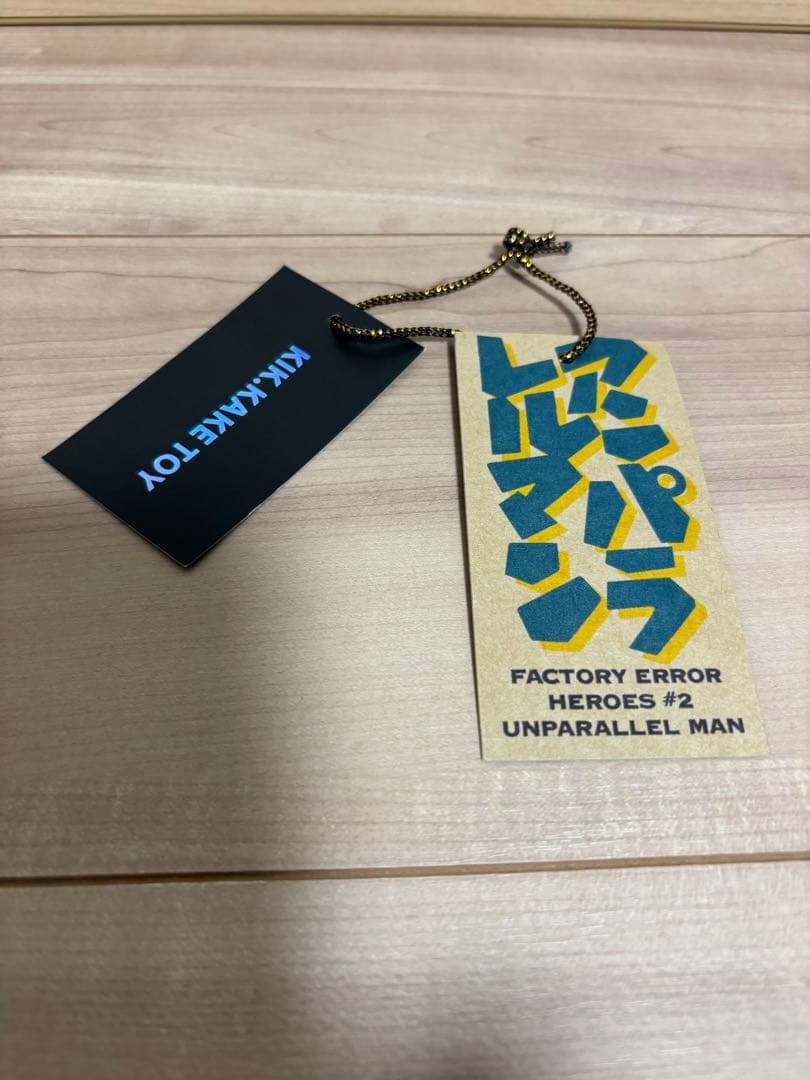 KIK.KAKE TOY
アンパラ
レルマン
FACTORY ERROR
HEROES #2
UNPARALLEL MAN